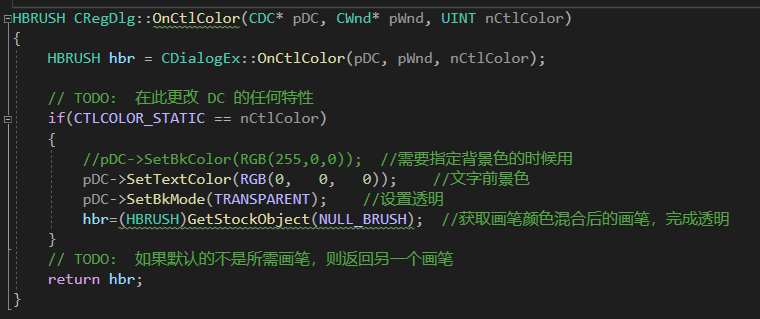 HBRUSH CRegDlg::OnCtlColor(CDC* pDC, CWnd* pWnd, UINT nCtlColor)
{
    HBRUSH hbr = CDialogEx::OnCtlColor(pDC, pWnd, nCtlColor);
    // TODO:  在此更改 DC 的任何特性
    if(CTLCOLOR_STATIC == nCtlColor)
    {
        //pDC->SetBkColor(RGB(255,0,0));  //需要指定背景色的时候用
        pDC->SetTextColor(RGB(0,   0,   0));    //文字前景色
        pDC->SetBkMode(TRANSPARENT);    //设置透明
        hbr=(HBRUSH)GetStockObject(NULL_BRUSH);  //获取画笔颜色混合后的画笔，完成透明
    }
    // TODO:  如果默认的不是所需画笔，则返回另一个画笔
    return hbr;
}